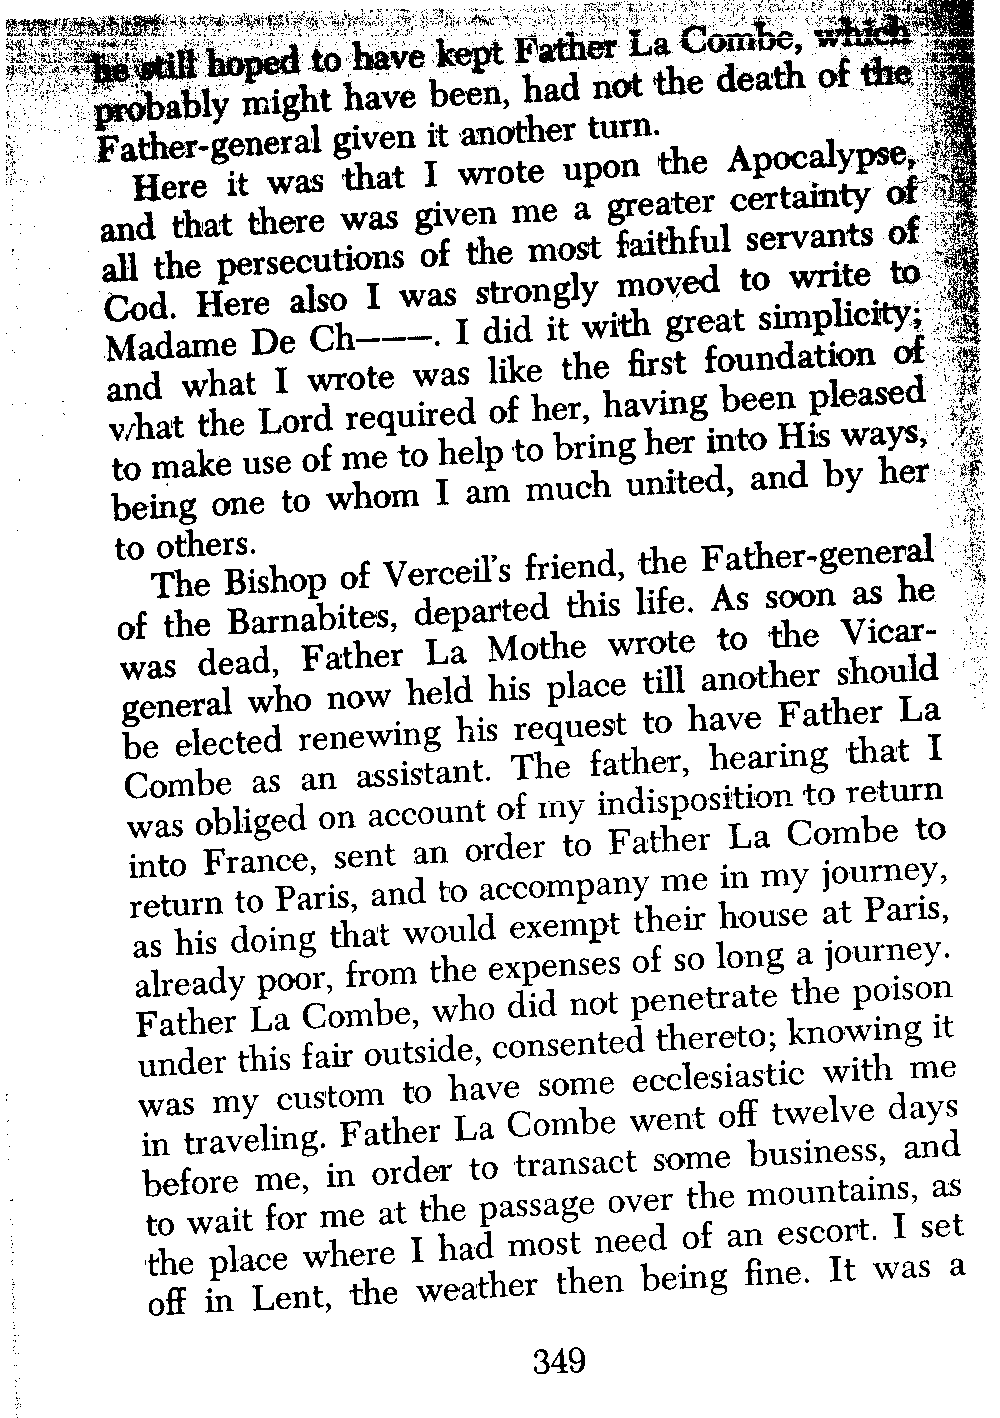 he still hoped to have kept Father La Combe, which
probably might have been, had not the death of the
Father-general given it another turn.
Here it was that I wrote upon the Apocalypse,
and that there was given me a greater certainty of
all the persecutions of the most faithful servants of
Cod. Here also I was strongly moved to write to
Madame De Ch———. I did it with great simplicity;
and what I wrote was like the first foundation of
what the Lord required of her, having been pleased
to make use of me to help to bring her into His ways,
being one to whom I am much united, and by her
to others.
The Bishop of Verceil's friend, the Father-general
of the Barnabites, departed this life. As soon as he
was dead, Father La Mothe wrote to the Vicar-
general who now held his place till another should
be elected renewing his request to have Father La
Combe as an assistant. The father, hearing that I
was obliged on account of my indisposition to return
into France, sent an order to Father La Combe to
return to Paris, and to accompany me in my journey,
as his doing that would exempt their house at Paris,
already poor, from the expenses of so long a journey.
Father La Combe, who did not penetrate the poison
under this fair outside, consented thereto; knowing it
was my custom to have some ecclesiastic with me
in traveling. Father La Combe went off twelve days
before me, in order to transact some business, and
to wait for me at the passage over the mountains, as
the place where I had most need of an escort. I set
off in Lent, the weather then being fine. It was a
349